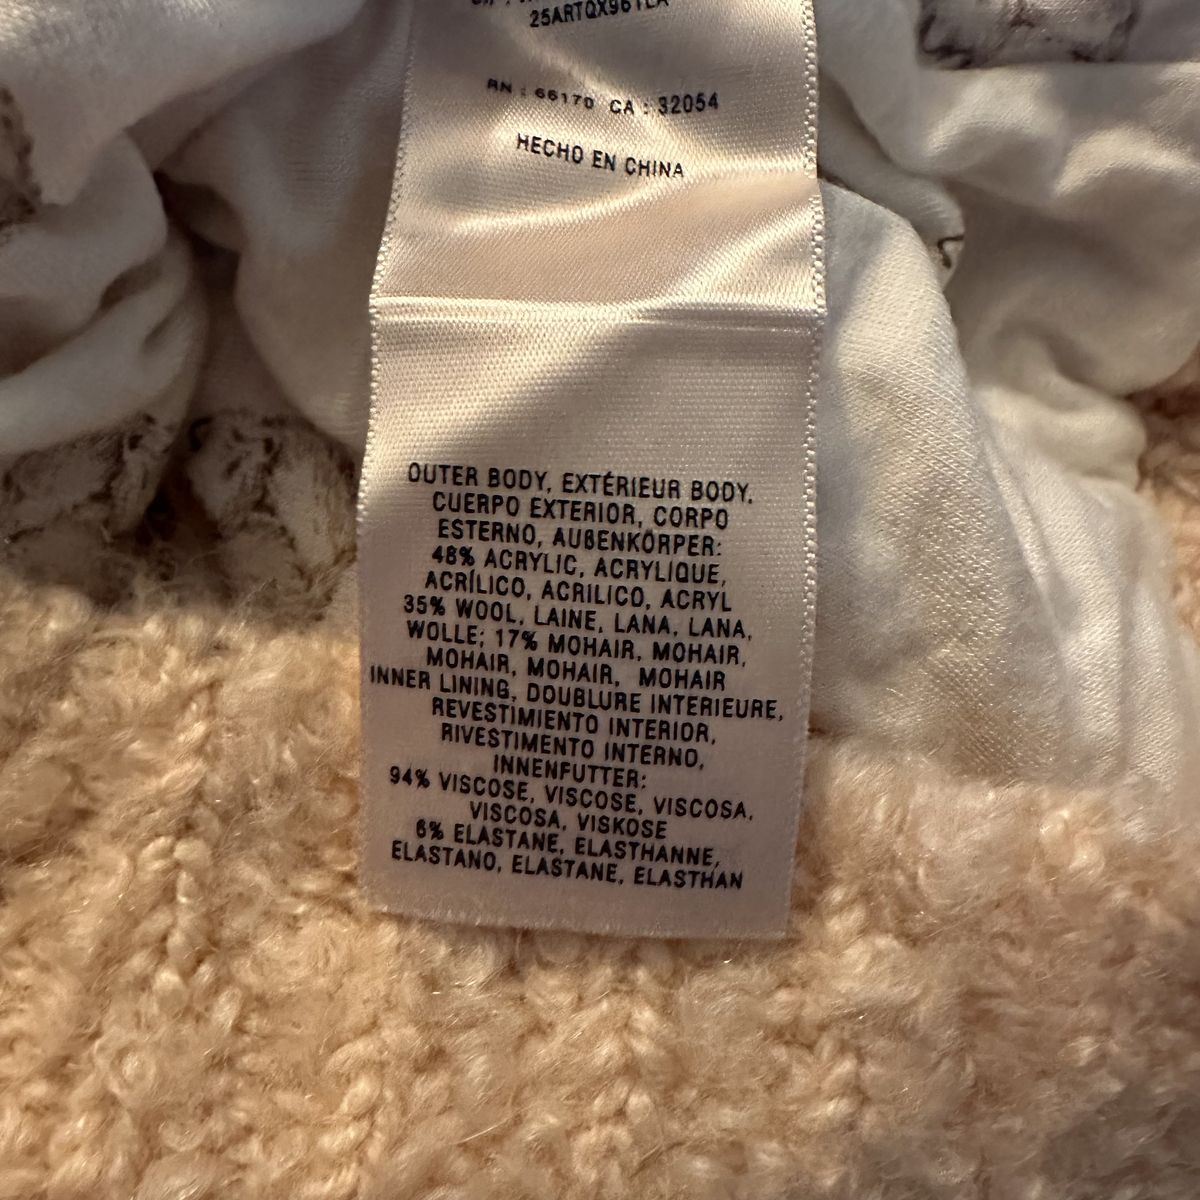 25ARTQX961LA
RN : 66170 CA : 32054
HECHO EN CHINA
OUTER BODY, EXTÉRIEUR BODY,
CUERPO EXTERIOR, CORPO
ESTERNO, AUßENKÖRPER:
48% ACRYLIC, ACRYLIQUE,
ACRÍLICO, ACRILICO, ACRYL
35% WOOL, LAINE, LANA, LANA,
WOLLE; 17% MOHAIR, MOHAIR,
MOHAIR, MOHAIR, MOHAIR
INNER LINING, DOUBLURE INTERIEURE,
REVESTIMIENTO INTERIOR,
RIVESTIMENTO INTERNO,
INNENFUTTER:
94% VISCOSE, VISCOSE, VISCOSA,
VISCOSA, VISKOSE
6% ELASTANE, ELASTHANNE,
ELASTANO, ELASTANE, ELASTHAN